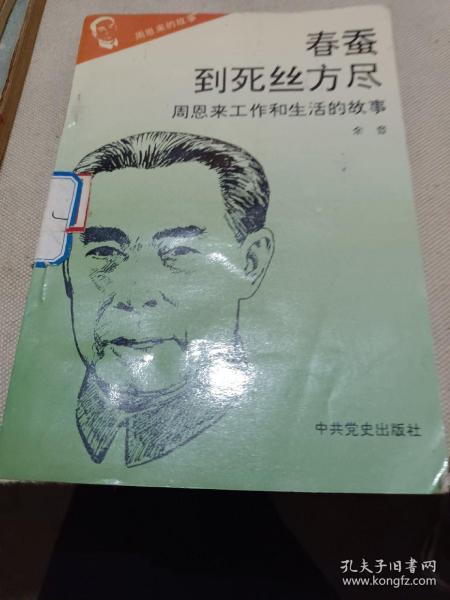 周恩来的故事
春蚕
到死丝方尽
周恩来工作和生活的故事
余音
中共党史出版社
孔夫子旧书网
www.kongfz.com